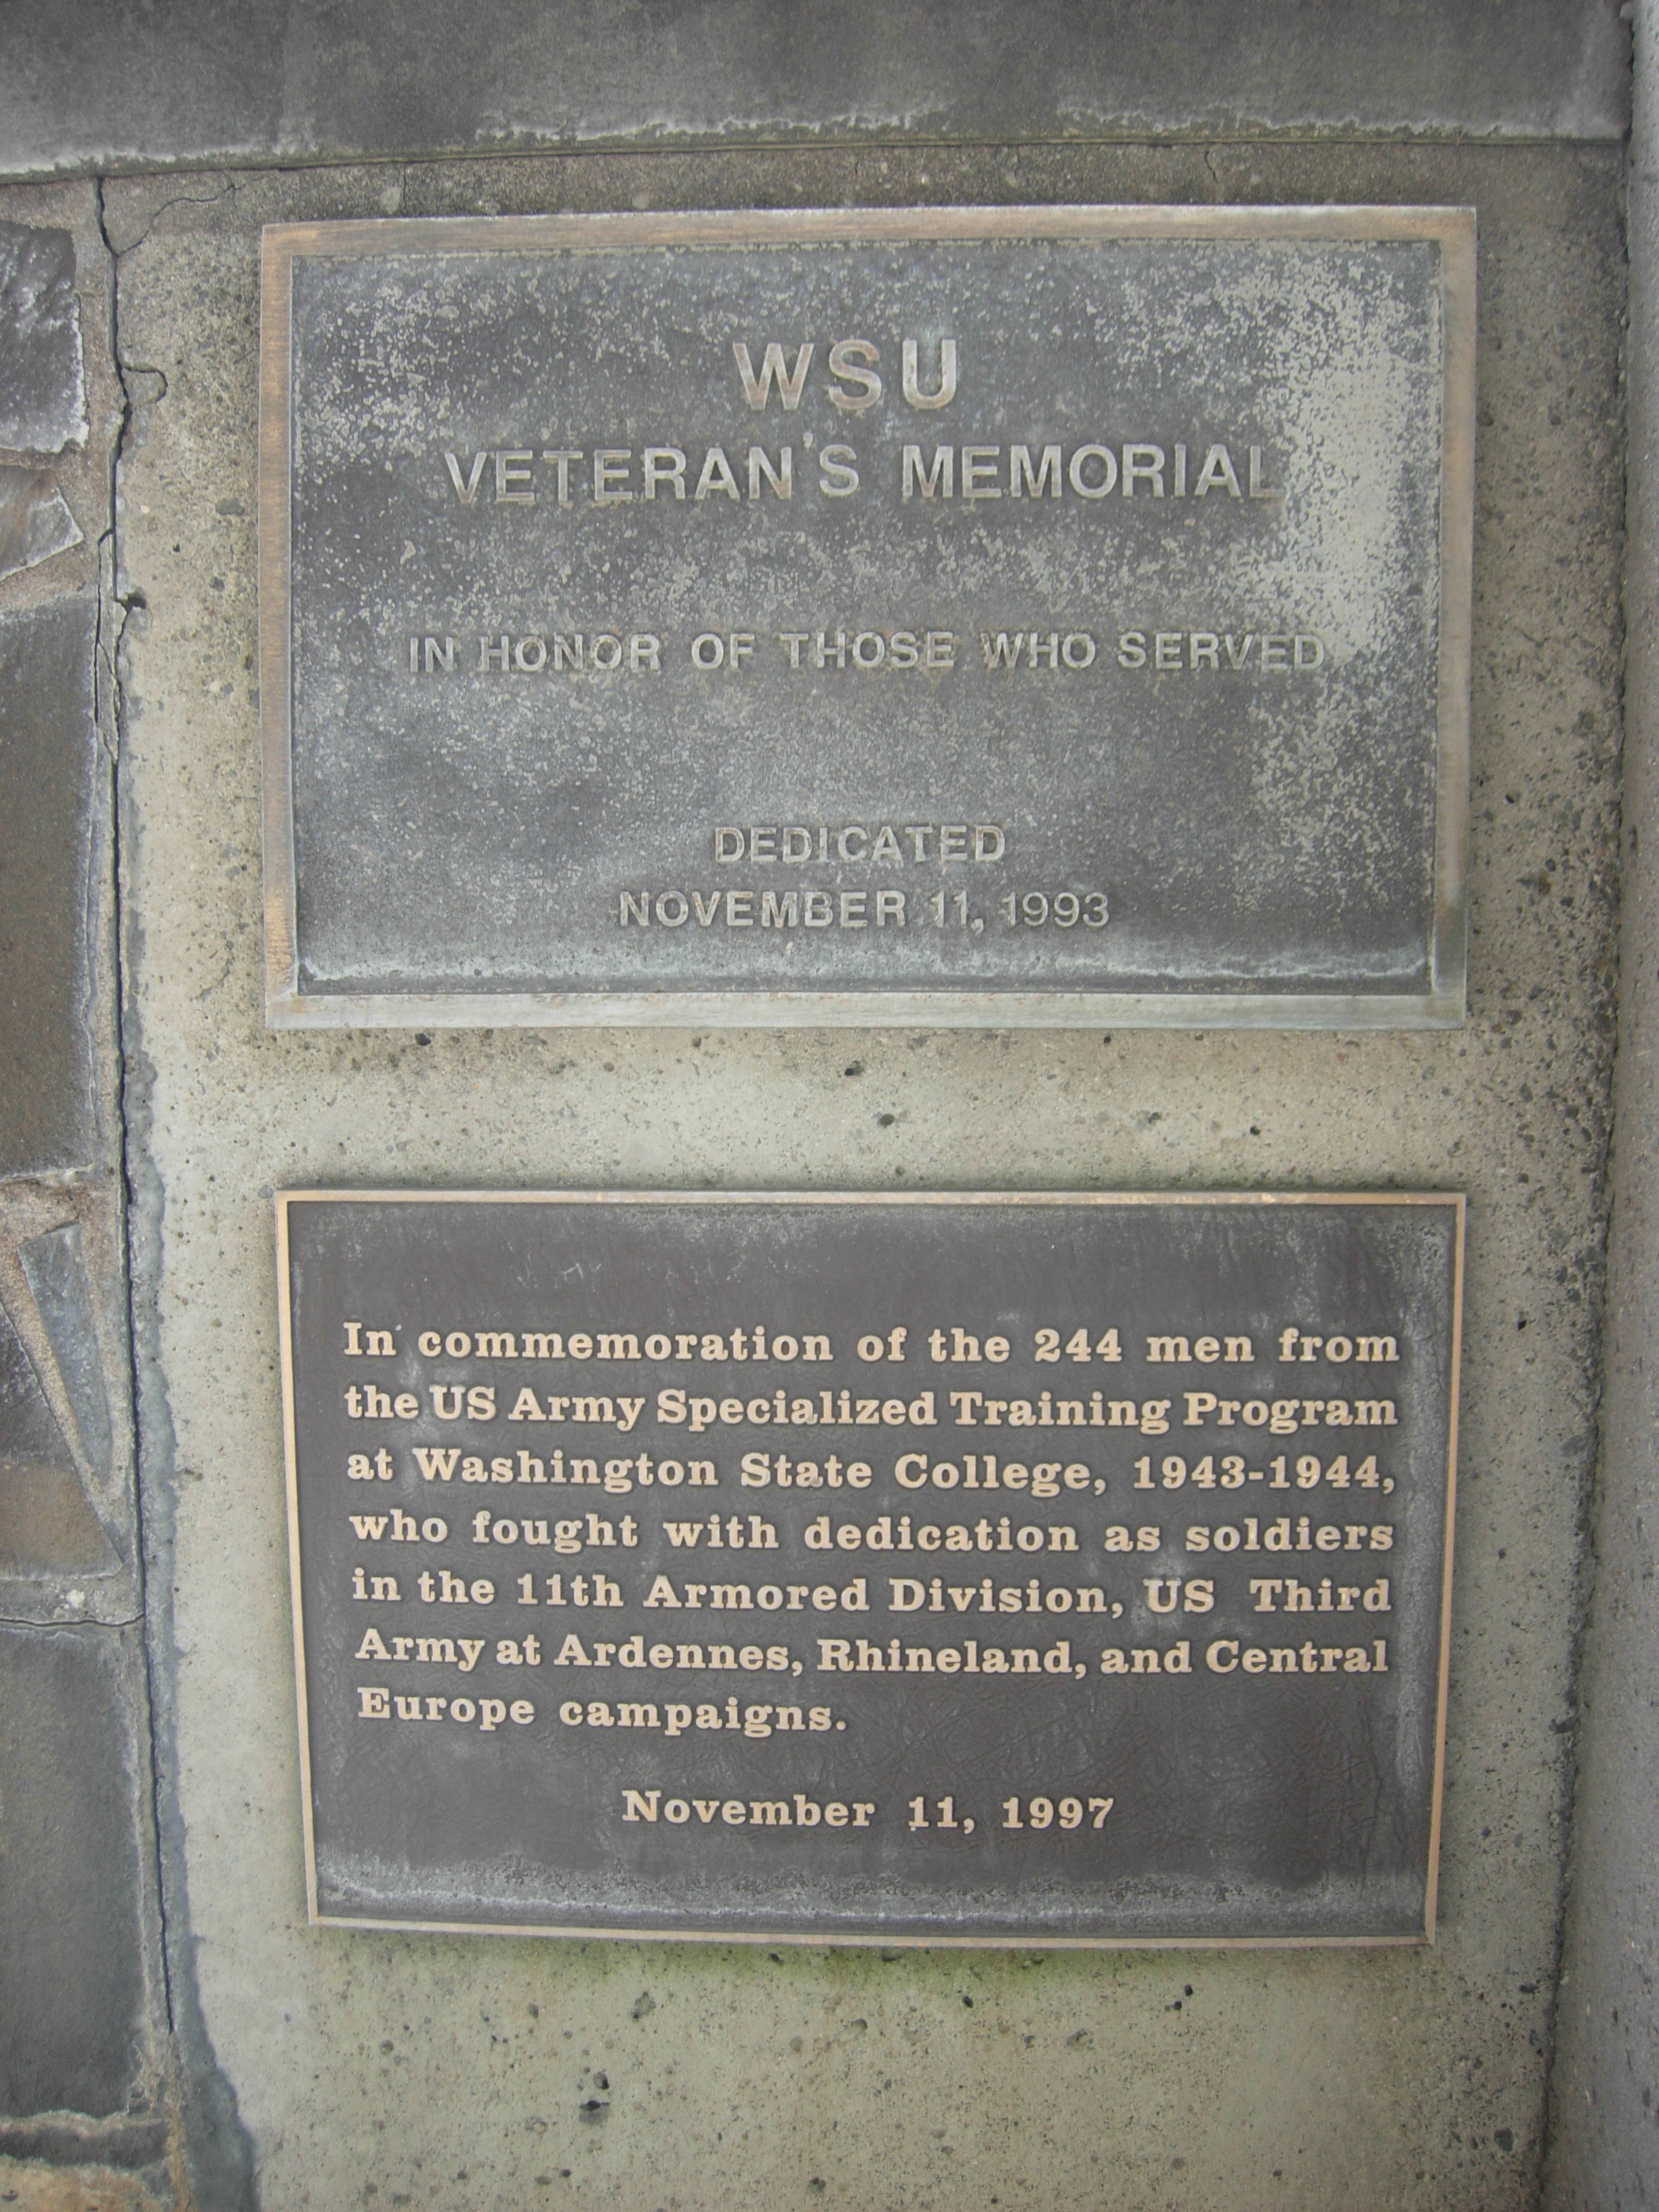 WSU
VETERAN'S MEMORIAL
IN HONOR OF THOSE WHO SERVED
DEDICATED
NOVEMBER 11, 1993
In commemoration of the 244 men from
the US Army Specialized Training Program
at Washington State College, 1943-1944,
who fought with dedication as soldiers
in the 11th Armored Division, US Third
Army at Ardennes, Rhineland, and Central
Europe campaigns.
November 11, 1997